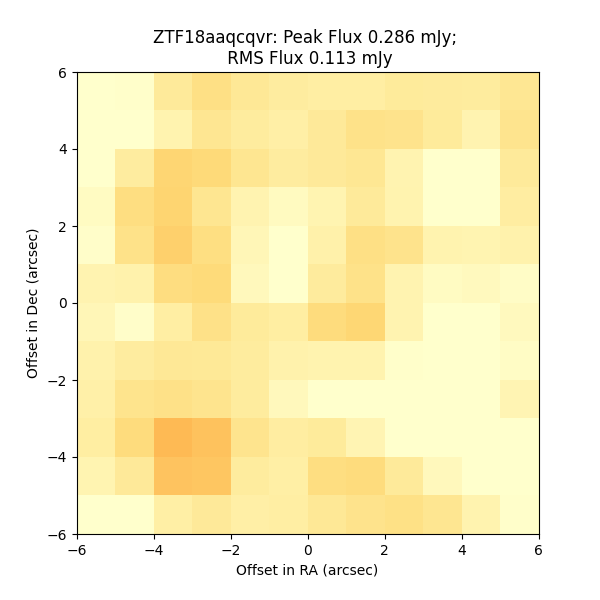 ZTF18aaqcqvr: Peak Flux 0.286 mJy;
RMS Flux 0.113 mJy
6
4
2
0
−2
−4
−6
Offset in Dec (arcsec)
−6 −4 −2 0 2 4 6
Offset in RA (arcsec)